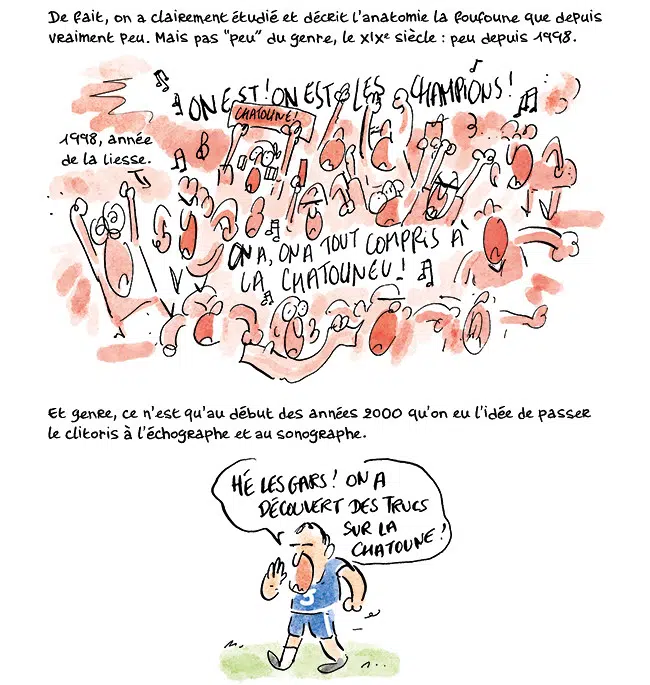 De fait, on a clairement étudié et décrit l'anatomie la foufoune que depuis
vraiment peu. Mais pas "peu" du genre, le XIXe siècle : peu depuis 1998.
ON EST ! ON EST LES CHAMPIONS !
CHATOUNE !
1998, année
de la liesse.
ON A, ON A TOUT COMPRIS À
LA CHATOUNEU !
Et genre, ce n'est qu'au début des années 2000 qu'on eu l'idée de passer
le clitoris à l'échographe et au sonographe.
HÉ LES GARS ! ON A
DÉCOUVERT DES TRUCS
SUR LA
CHATOUNE !
3